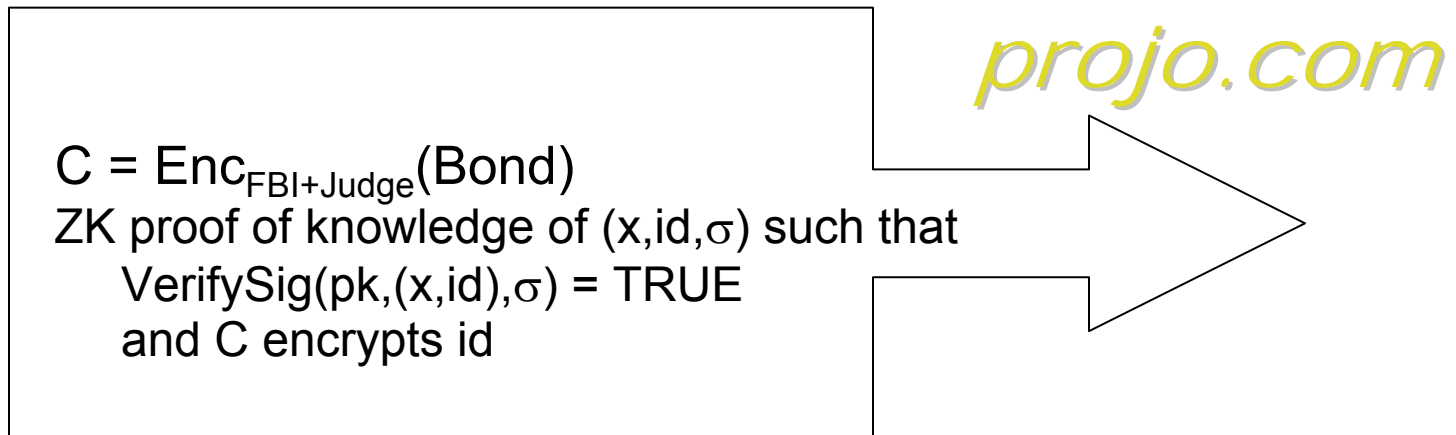 projo.com
C = Enc_FBI+Judge(Bond)
ZK proof of knowledge of (x,id,σ) such that
VerifySig(pk,(x,id),σ) = TRUE
and C encrypts id